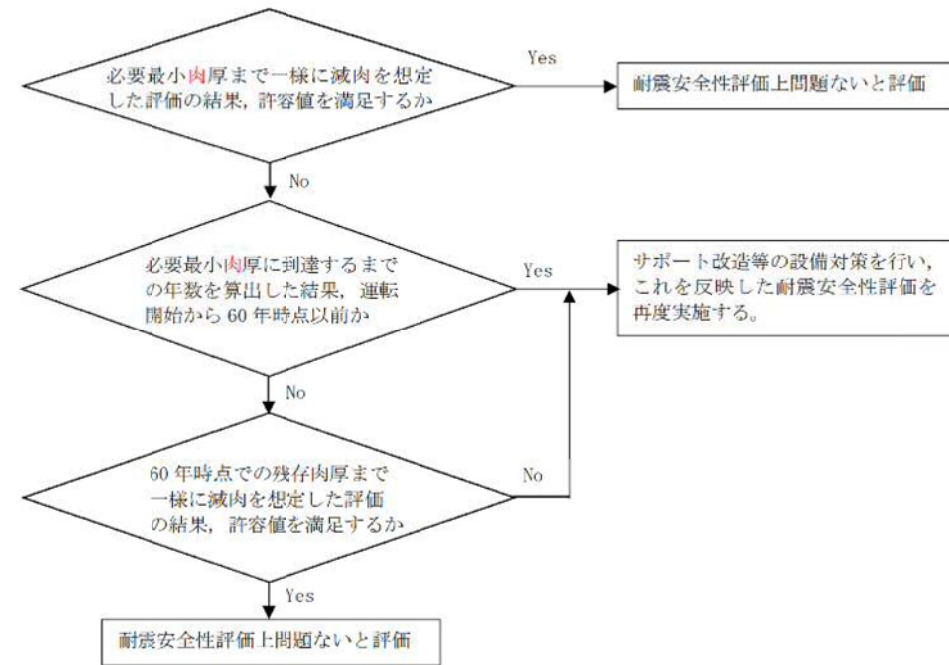 必要最小肉厚まで一様に減肉を想定
した評価の結果，許容値を満足するか
Yes
耐震安全性評価上問題ないと評価
No
必要最小肉厚に到達するまで
の年数を算出した結果，運転
開始から 60 年時点以前か
Yes
サポート改造等の設備対策を行い，
これを反映した耐震安全性評価を
再度実施する。
No
60 年時点での残存肉厚まで
一様に減肉を想定した評価
の結果，許容値を満足するか
No
Yes
耐震安全性評価上問題ないと評価